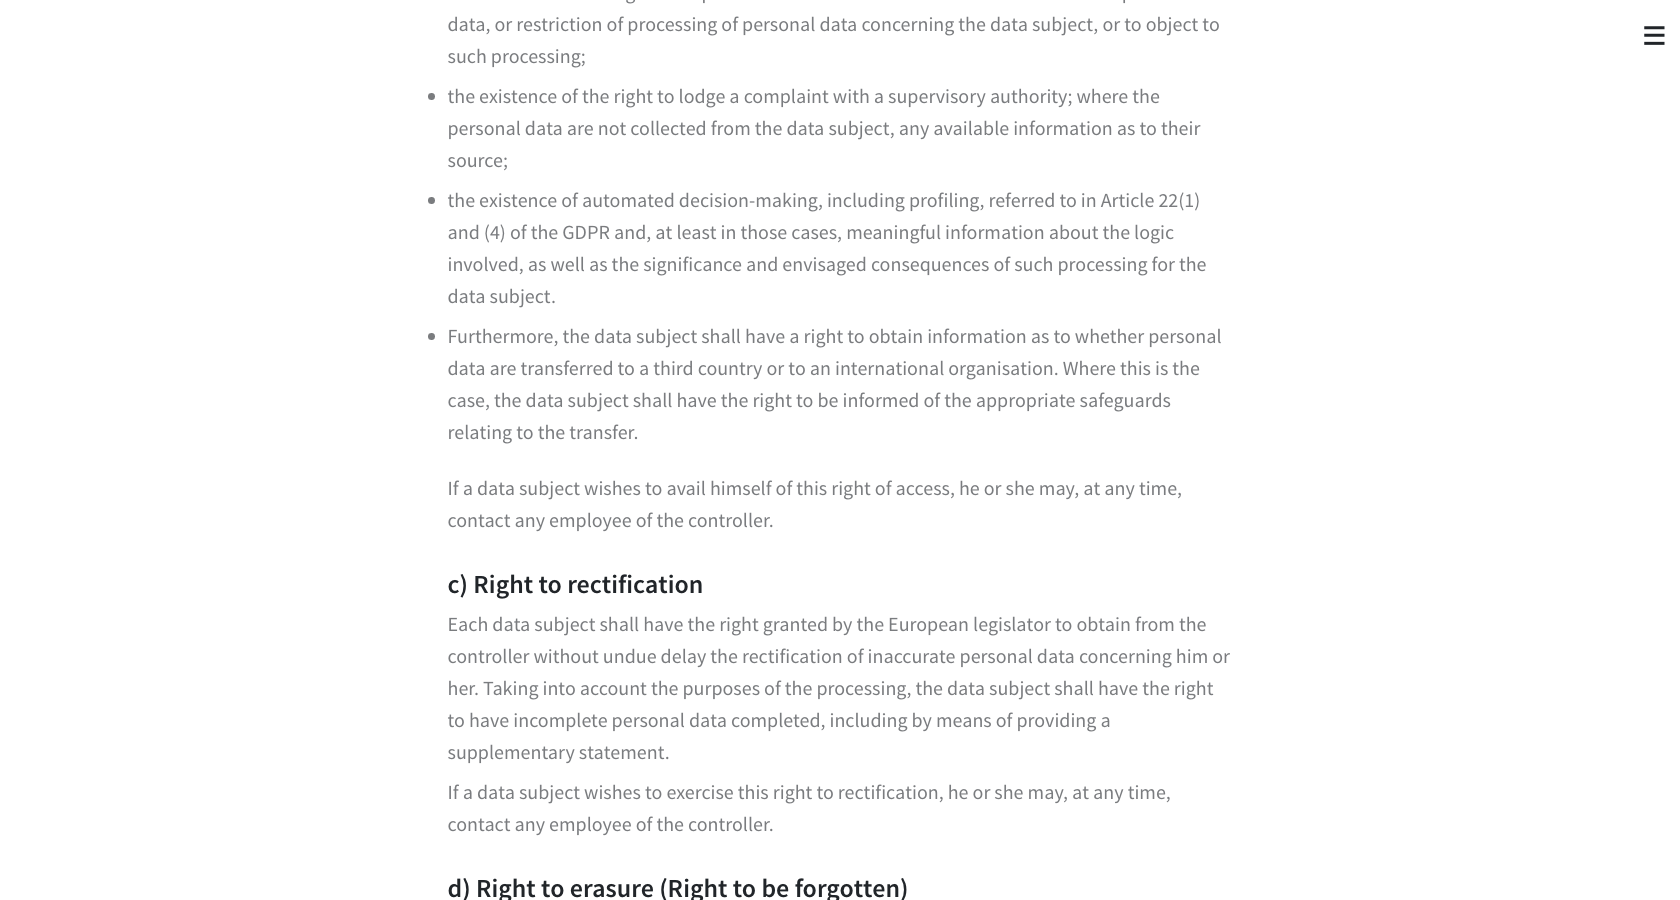 data, or restriction of processing of personal data concerning the data subject, or to object to
such processing;
the existence of the right to lodge a complaint with a supervisory authority; where the
personal data are not collected from the data subject, any available information as to their
source;
the existence of automated decision-making, including profiling, referred to in Article 22(1)
and (4) of the GDPR and, at least in those cases, meaningful information about the logic
involved, as well as the significance and envisaged consequences of such processing for the
data subject.
Furthermore, the data subject shall have a right to obtain information as to whether personal
data are transferred to a third country or to an international organisation. Where this is the
case, the data subject shall have the right to be informed of the appropriate safeguards
relating to the transfer.
If a data subject wishes to avail himself of this right of access, he or she may, at any time,
contact any employee of the controller.
c) Right to rectification
Each data subject shall have the right granted by the European legislator to obtain from the
controller without undue delay the rectification of inaccurate personal data concerning him or
her. Taking into account the purposes of the processing, the data subject shall have the right
to have incomplete personal data completed, including by means of providing a
supplementary statement.
If a data subject wishes to exercise this right to rectification, he or she may, at any time,
contact any employee of the controller.
d) Right to erasure (Right to be forgotten)